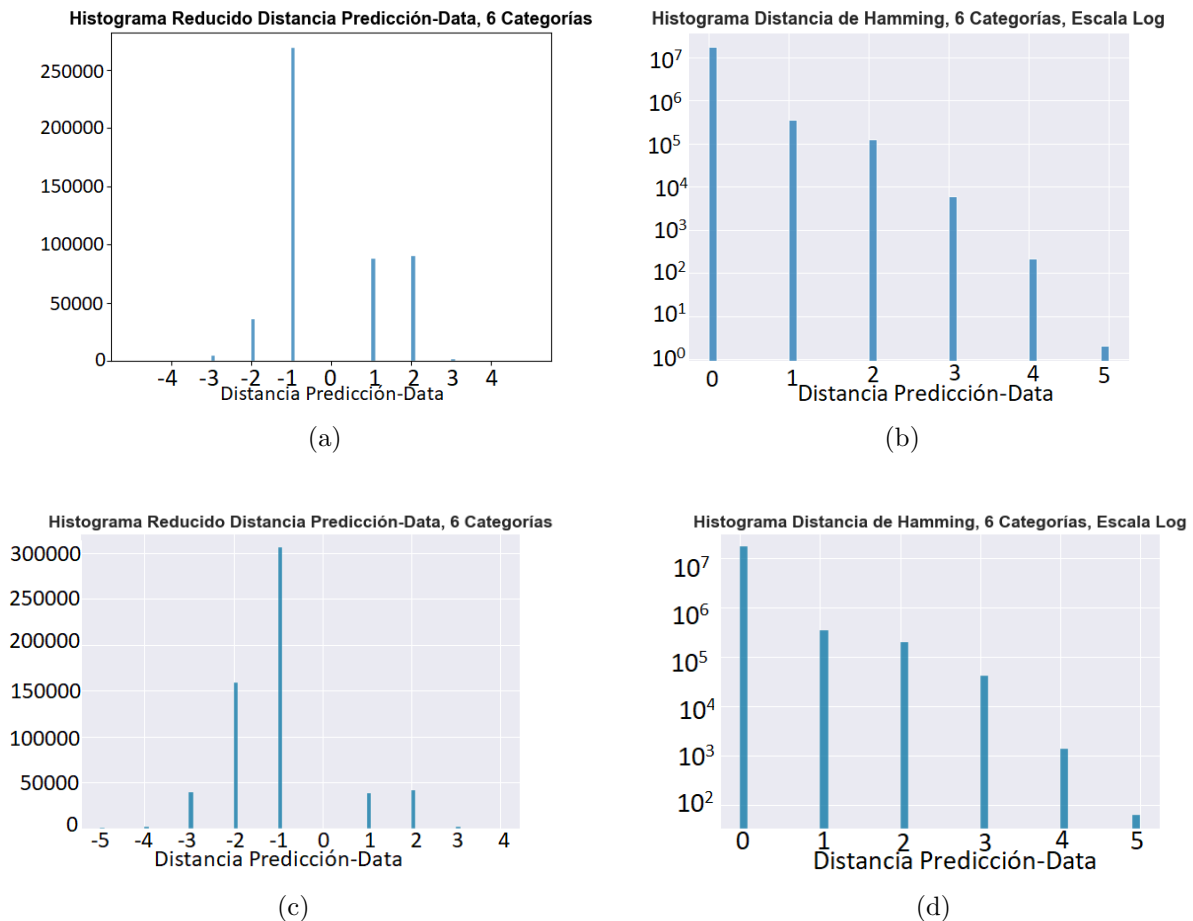 Histograma Reducido Distancia Predicción-Data, 6 Categorías
250000
200000
150000
100000
50000
0
-4 -3 -2 -1 0 1 2 3 4
Distancia Predicción-Data
(a)
Histograma Distancia de Hamming, 6 Categorías, Escala Log
10⁷
10⁶
10⁵
10⁴
10³
10²
10¹
10⁰
0 1 2 3 4 5
Distancia Predicción-Data
(b)
Histograma Reducido Distancia Predicción-Data, 6 Categorías
300000
250000
200000
150000
100000
50000
0
-5 -4 -3 -2 -1 0 1 2 3 4
Distancia Predicción-Data
(c)
Histograma Distancia de Hamming, 6 Categorías, Escala Log
10⁷
10⁶
10⁵
10⁴
10³
10²
0 1 2 3 4 5
Distancia Predicción-Data
(d)